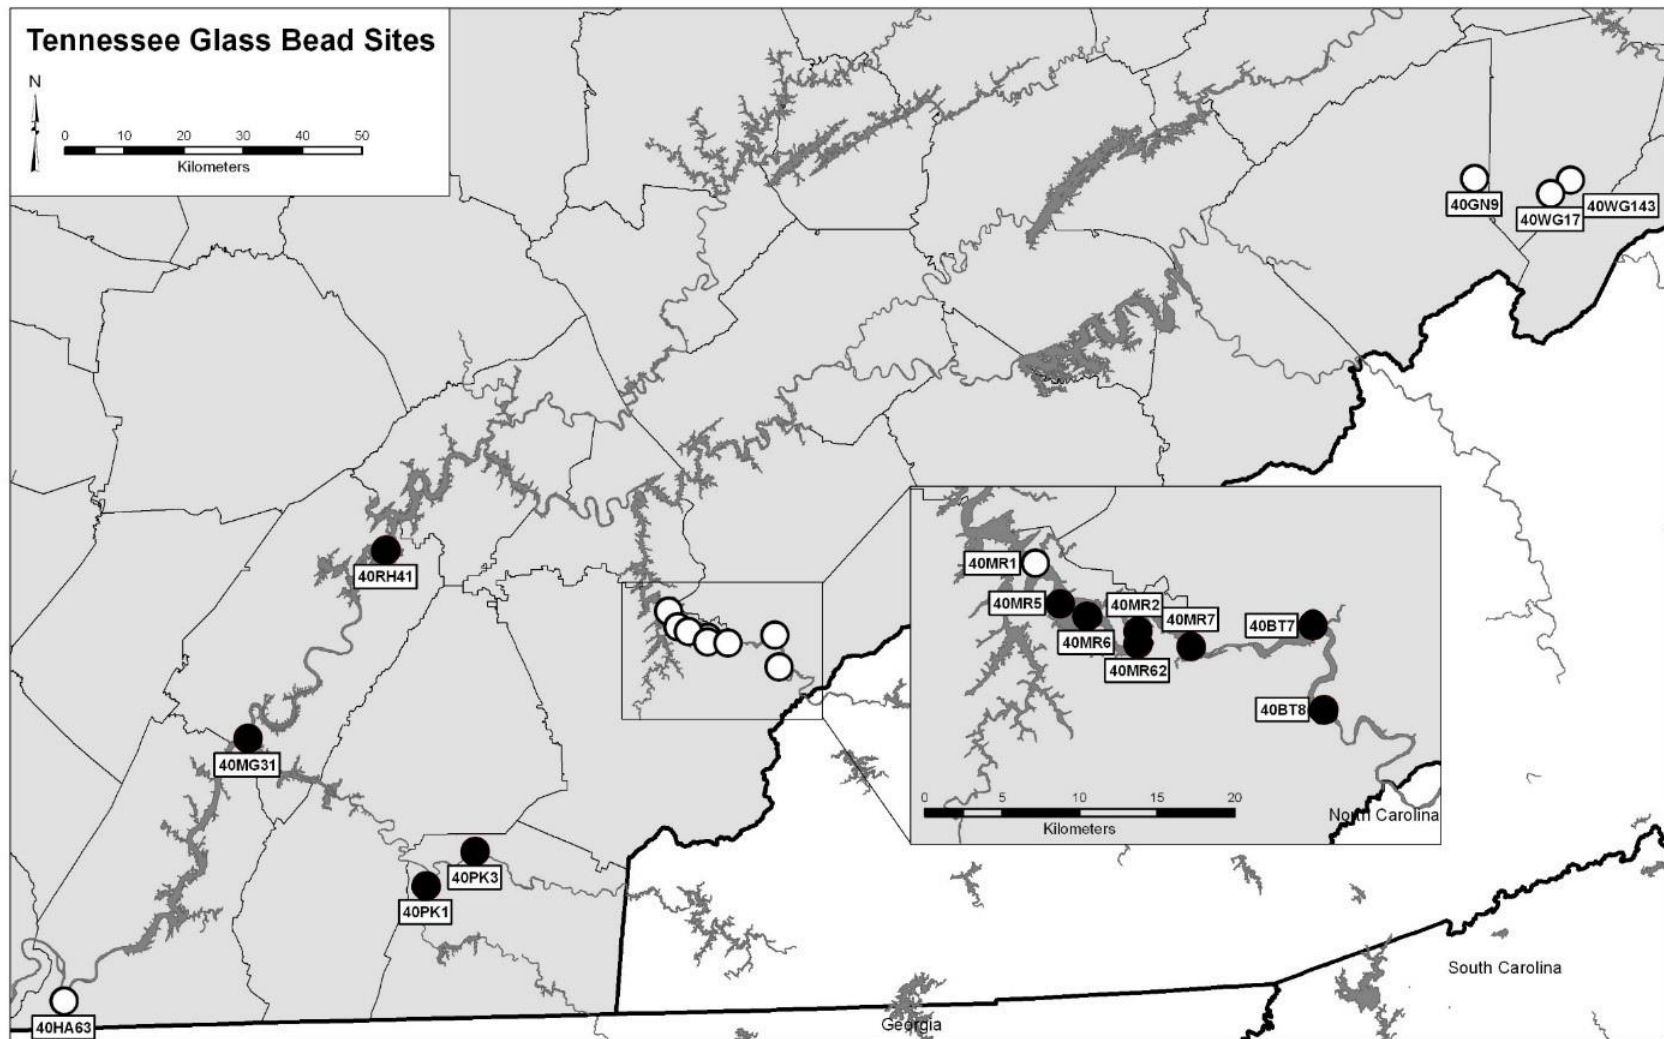 Tennessee Glass Bead Sites
N
0 10 20 30 40 50
Kilometers
40GN9
40WG17
40WG143
40MR1
40MR5
40MR2
40MR7
40BT7
40MR6
40MR62
40BT8
40RH41
40MG31
0 5 10 15 20
Kilometers
North Carolina
40PK3
40PK1
South Carolina
40HA63
Georgia